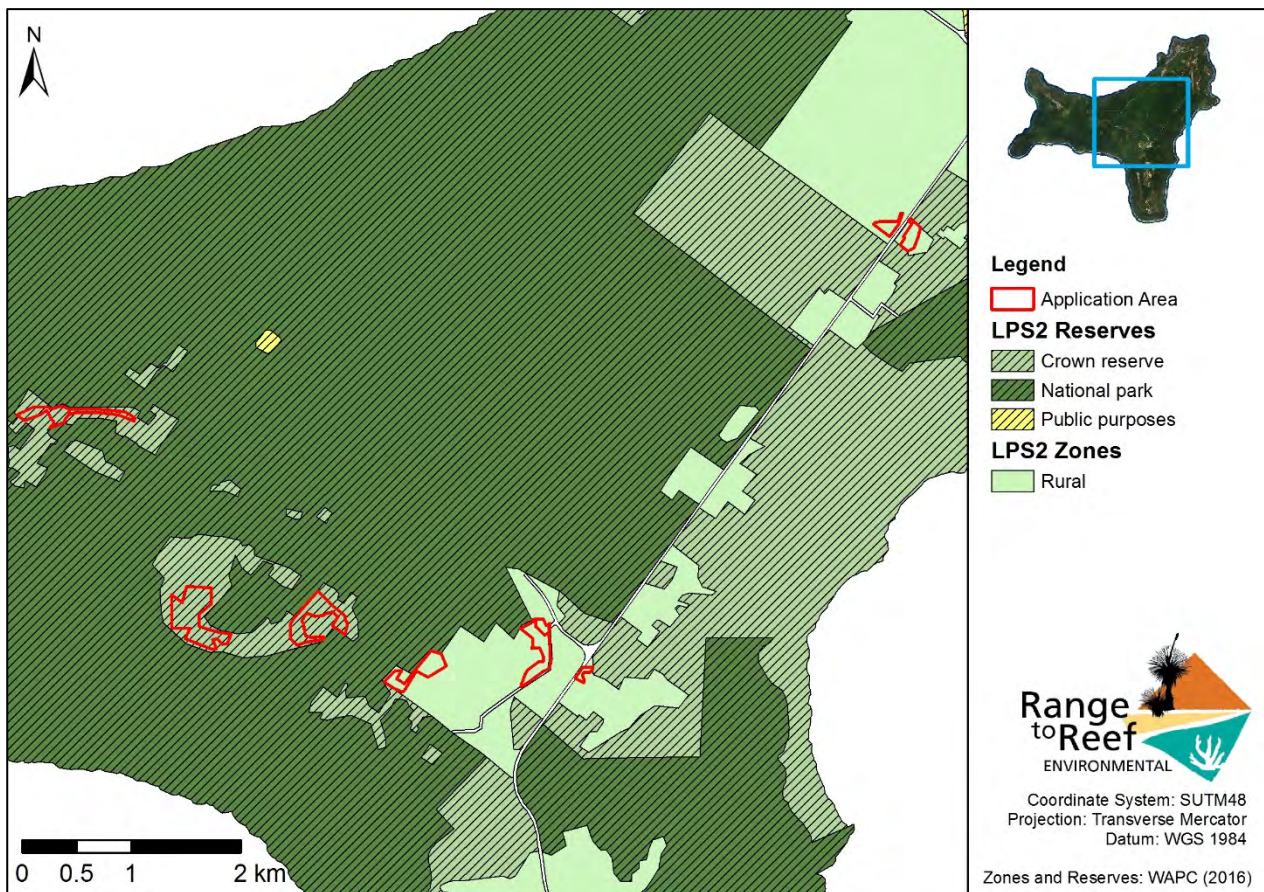 N
0
0.5
1
2 km
Legend
Application Area
LPS2 Reserves
Crown reserve
National park
Public purposes
LPS2 Zones
Rural
Range
to
Reef
ENVIRONMENTAL
Coordinate System: SUTM48
Projection: Transverse Mercator
Datum: WGS 1984
Zones and Reserves: WAPC (2016)